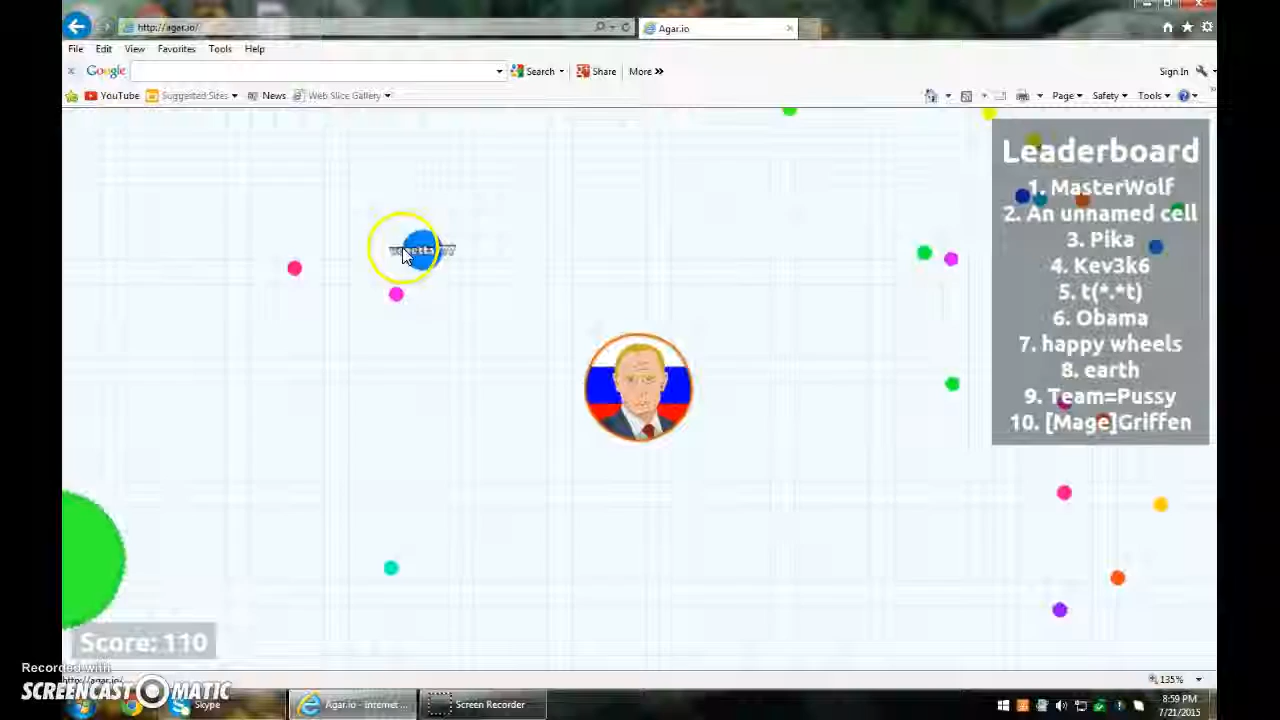 http://agar.io/
Agar.io
File Edit View Favorites Tools Help
Google Search Share More »
Sign In
YouTube Suggested Sites News Web Slice Gallery
Page Safety Tools
Leaderboard
1. MasterWolf
2. An unnamed cell
3. Pika
4. Kev3k6
5. t(*.*t)
6. Obama
7. happy wheels
8. earth
9. Team=Pussy
10. [Mage]Griffen
Score: 110
Recorded with
http://agar.io/
135%
SCREENCAST MATIC
Skype
Agar.io - Internet ...
Screen Recorder
8:59 PM
7/21/2015